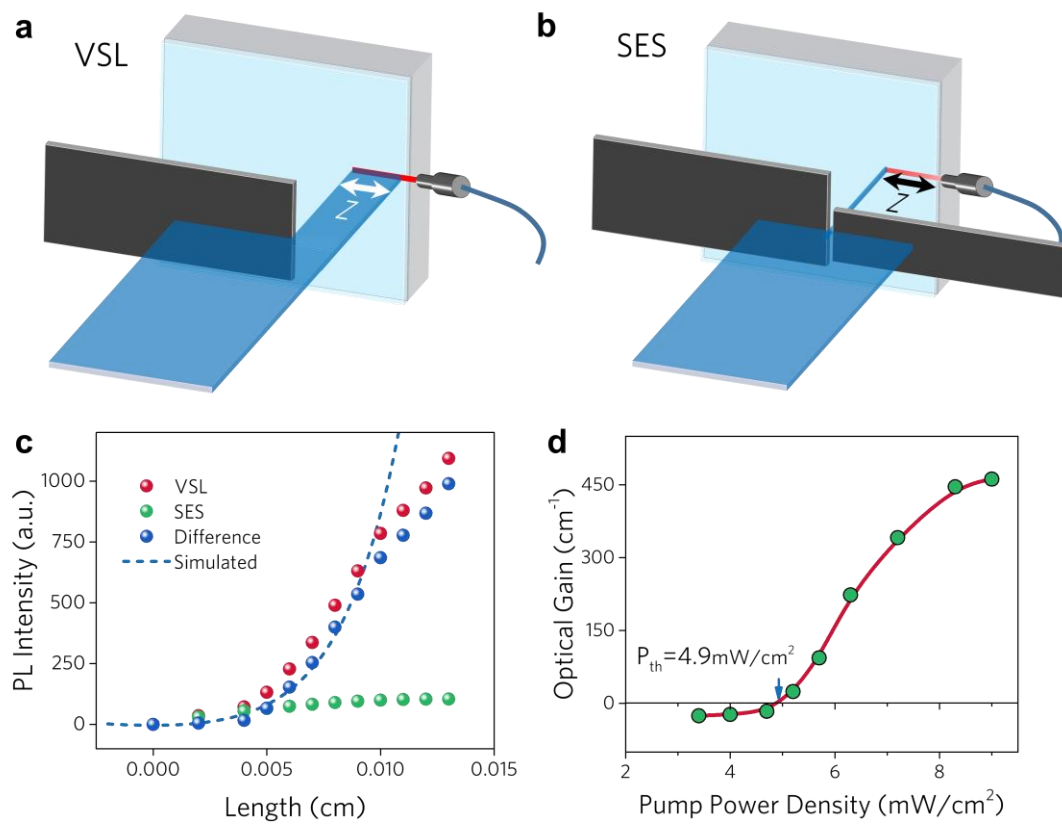 a
VSL
Z
b
SES
Z
c
PL Intensity (a.u.)
1000
750
500
250
0
VSL
SES
Difference
Simulated
0.000
0.005
0.010
0.015
Length (cm)
d
Optical Gain (cm⁻¹)
450
300
150
0
P_th=4.9mW/cm²
2
4
6
8
Pump Power Density (mW/cm²)